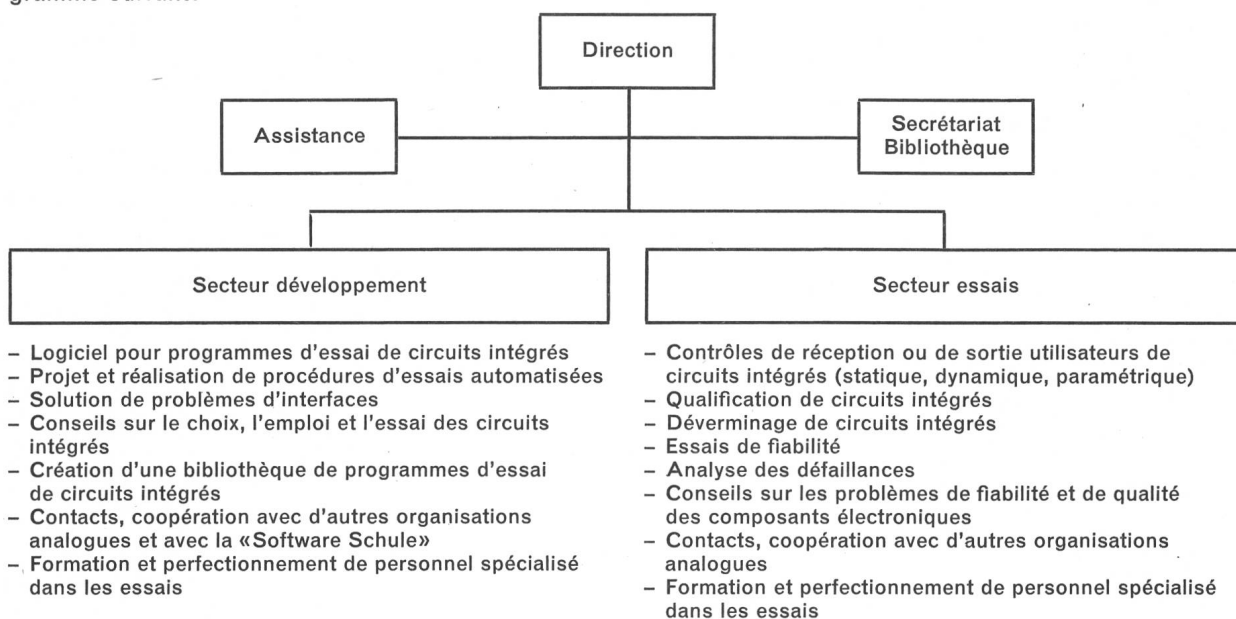 Direction
Assistance
Secrétariat
Bibliothèque
Secteur développement
– Logiciel pour programmes d'essai de circuits intégrés
– Projet et réalisation de procédures d'essais automatisées
– Solution de problèmes d'interfaces
– Conseils sur le choix, l'emploi et l'essai des circuits
intégrés
– Création d'une bibliothèque de programmes d'essai
de circuits intégrés
– Contacts, coopération avec d'autres organisations
analogues et avec la «Software Schule»
– Formation et perfectionnement de personnel spécialisé
dans les essais
Secteur essais
– Contrôles de réception ou de sortie utilisateurs de
circuits intégrés (statique, dynamique, paramétrique)
– Qualification de circuits intégrés
– Déverminage de circuits intégrés
– Essais de fiabilité
– Analyse des défaillances
– Conseils sur les problèmes de fiabilité et de qualité
des composants électroniques
– Contacts, coopération avec d'autres organisations
analogues
– Formation et perfectionnement de personnel spécialisé
dans les essais